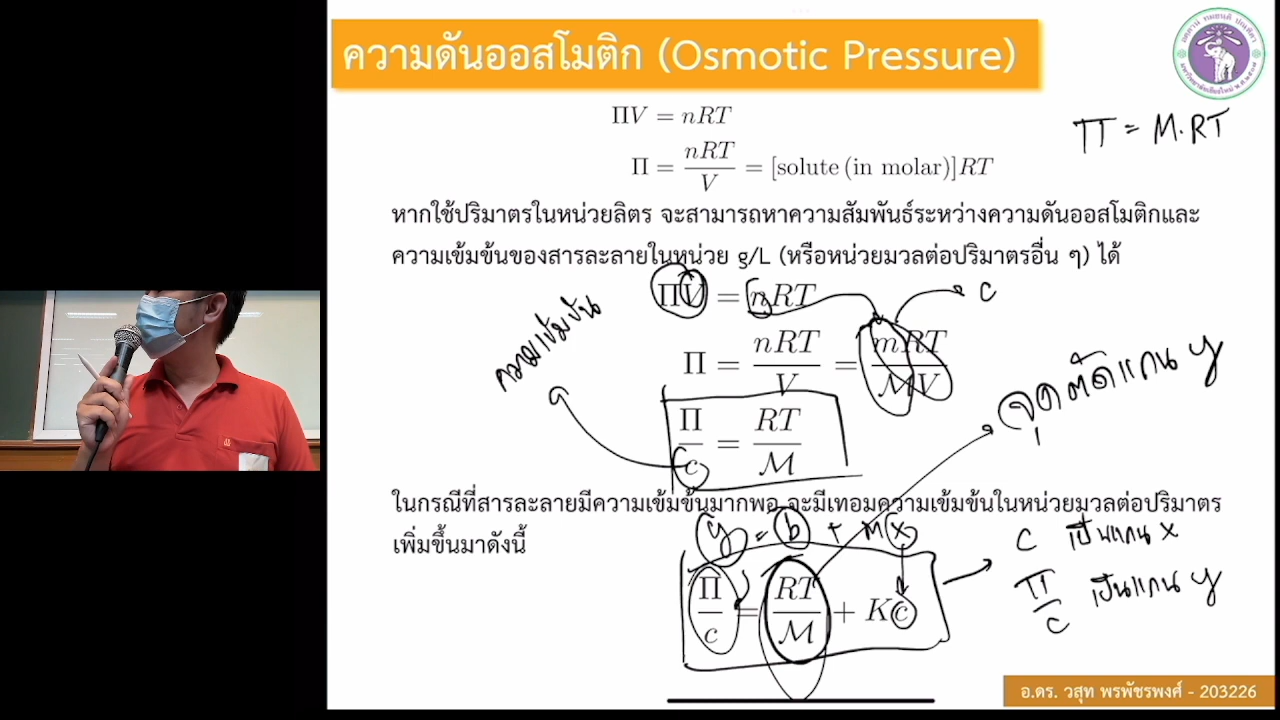 ความดันออสโมติก (Osmotic Pressure)
ΠV = nRT
Π = M.RT
Π = nRT/V = [solute (in molar)]RT
หากใช้ปริมาตรในหน่วยลิตร จะสามารถหาความสัมพันธ์ระหว่างความดันออสโมติกและ
ความเข้มข้นของสารละลายในหน่วย g/L (หรือหน่วยมวลต่อปริมาตรอื่น ๆ) ได้
ΠV = nRT
c
ความเข้มข้น
Π = nRT/V = mRT/ℳV
จุดตัดแกน y
Π/c = RT/ℳ
ในกรณีที่สารละลายมีความเข้มข้นมากพอ จะมีเทอมความเข้มข้นในหน่วยมวลต่อปริมาตร
เพิ่มขึ้นมาดังนี้
y = b + mx
c เป็นแกน x
Π/c = RT/ℳ + Kc
Π/c เป็นแกน y
อ.ดร. วสุท พรพัชรพงศ์ - 203226